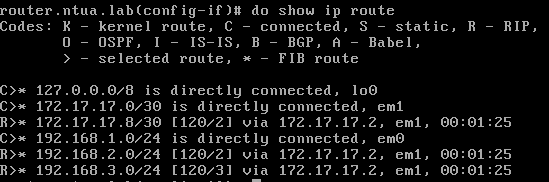 router.ntua.lab(config-if)# do show ip route
Codes: K - kernel route, C - connected, S - static, R - RIP,
       O - OSPF, I - IS-IS, B - BGP, A - Babel,
       > - selected route, * - FIB route

C>* 127.0.0.0/8 is directly connected, lo0
C>* 172.17.17.0/30 is directly connected, em1
R>* 172.17.17.8/30 [120/2] via 172.17.17.2, em1, 00:01:25
C>* 192.168.1.0/24 is directly connected, em0
R>* 192.168.2.0/24 [120/2] via 172.17.17.2, em1, 00:01:25
R>* 192.168.3.0/24 [120/3] via 172.17.17.2, em1, 00:01:25